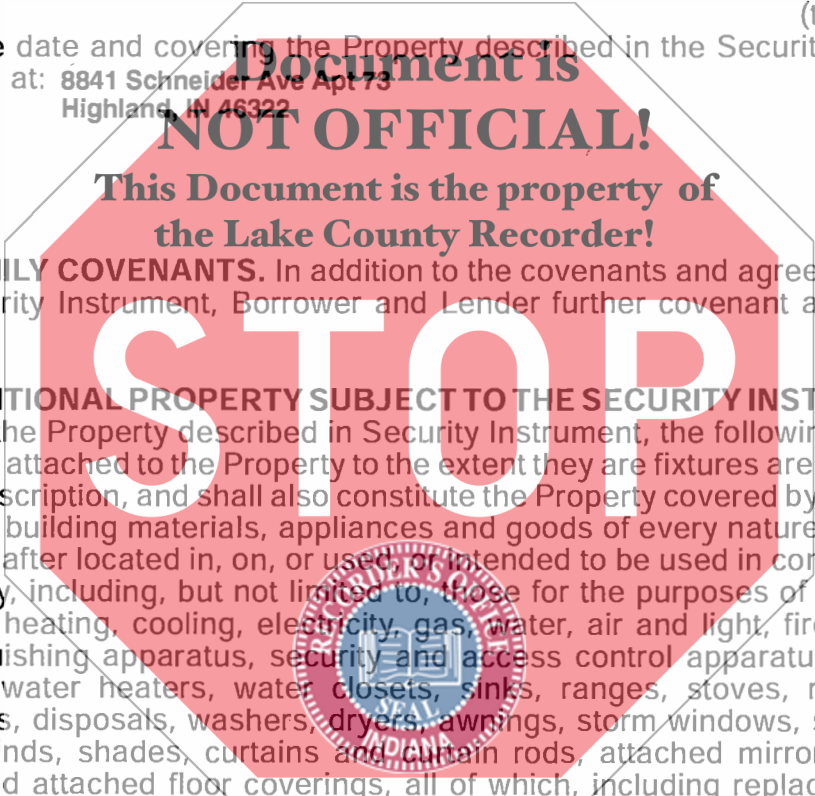 (t
e date and covering the Property described in the Securit
at: 8841 Schneider Ave Apt 73
Highland, IN 46322
Document is
NOT OFFICIAL!
This Document is the property of
the Lake County Recorder!
ILY COVENANTS. In addition to the covenants and agree
rity Instrument, Borrower and Lender further covenant a
STOP
TIONAL PROPERTY SUBJECT TO THE SECURITY INST
he Property described in Security Instrument, the followin
attached to the Property to the extent they are fixtures are
scription, and shall also constitute the Property covered by
building materials, appliances and goods of every nature
after located in, on, or used, or intended to be used in con
y, including, but not limited to, those for the purposes of
heating, cooling, electricity, gas, water, air and light, fire
uishing apparatus, security and access control apparatu
water heaters, water closets, sinks, ranges, stoves, r
s, disposals, washers, dryers, awnings, storm windows, s
nds, shades, curtains and curtain rods, attached mirror
d attached floor coverings, all of which, including replac
RECORDER'S OFFICE
SEAL
INDIANA